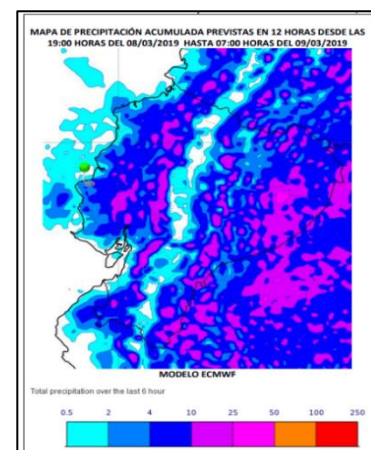 MAPA DE PRECIPITACIÓN ACUMULADA PREVISTAS EN 12 HORAS DESDE LAS
19:00 HORAS DEL 08/03/2019 HASTA 07:00 HORAS DEL 09/03/2019
MODELO ECMWF
Total precipitation over the last 6 hour
0.5 2 4 10 25 50 100 250